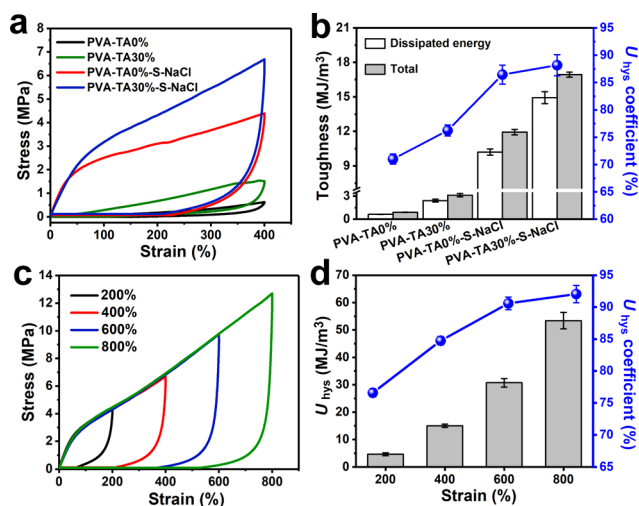 a
PVA-TA0%
PVA-TA30%
PVA-TA0%-S-NaCl
PVA-TA30%-S-NaCl
Stress (MPa)
8
7
6
5
4
3
2
1
0
0 100 200 300 400
Strain (%)
b
Dissipated energy
Total
Toughness (MJ/m3)
21
18
15
12
9
3
0
PVA-TA0%
PVA-TA30%
PVA-TA0%-S-NaCl
PVA-TA30%-S-NaCl
95
90
85
80
75
70
65
60
U hys coefficient (%)
c
200%
400%
600%
800%
Stress (MPa)
14
12
10
8
6
4
2
0
0 200 400 600 800
Strain (%)
d
U hys (MJ/m3)
70
60
50
40
30
20
10
0
200 400 600 800
Strain (%)
95
90
85
80
75
70
65
U hys coefficient (%)